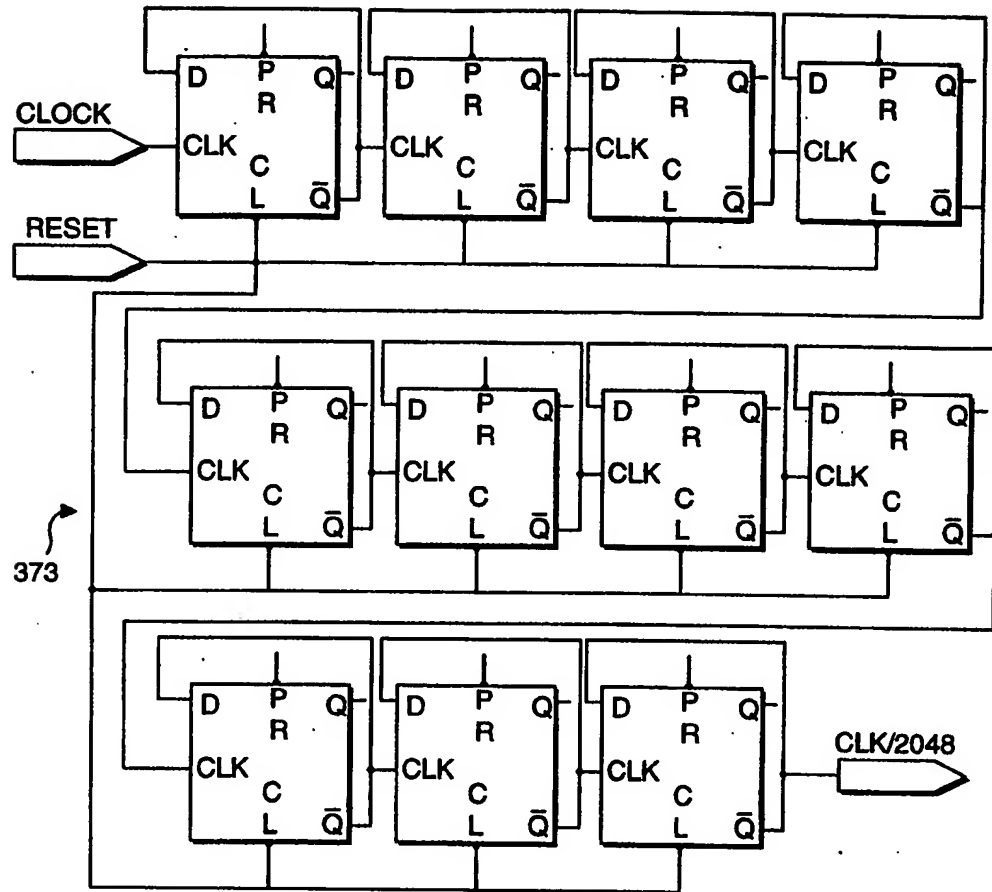 D P Q D P Q D P Q D P Q
R R R R
CLOCK
CLK C CLK C CLK C CLK C
L Q̅ L Q̅ L Q̅ L Q̅
RESET
D P Q D P Q D P Q D P Q
R R R R
CLK C CLK C CLK C CLK C
L Q̅ L Q̅ L Q̅ L Q̅
373
D P Q D P Q D P Q
R R R
CLK/2048
CLK C CLK C CLK C
L Q̅ L Q̅ L Q̅